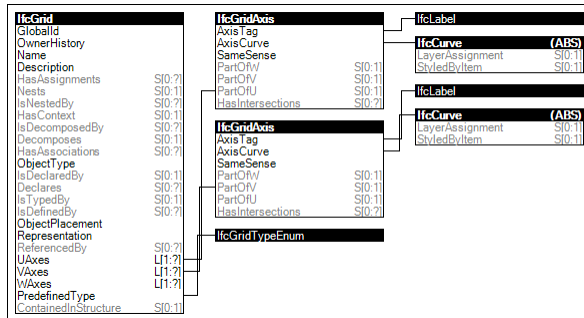 IfcGrid
GlobalId
OwnerHistory
Name
Description
HasAssignments S[0:?]
Nests S[0:1]
IsNestedBy S[0:?]
HasContext S[0:1]
IsDecomposedBy S[0:?]
Decomposes S[0:1]
HasAssociations S[0:?]
ObjectType
IsDeclaredBy S[0:1]
Declares S[0:?]
IsTypedBy S[0:1]
IsDefinedBy S[0:?]
ObjectPlacement
Representation
ReferencedBy S[0:?]
UAxes L[1:?]
VAxes L[1:?]
WAxes L[1:?]
PredefinedType
ContainedInStructure S[0:1]
IfcGridAxis
AxisTag
AxisCurve
SameSense
PartOfW S[0:1]
PartOfV S[0:1]
PartOfU S[0:1]
HasIntersections S[0:?]
IfcGridAxis
AxisTag
AxisCurve
SameSense
PartOfW S[0:1]
PartOfV S[0:1]
PartOfU S[0:1]
HasIntersections S[0:?]
IfcGridTypeEnum
IfcLabel
IfcCurve (ABS)
LayerAssignment S[0:1]
StyledByItem S[0:1]
IfcLabel
IfcCurve (ABS)
LayerAssignment S[0:1]
StyledByItem S[0:1]